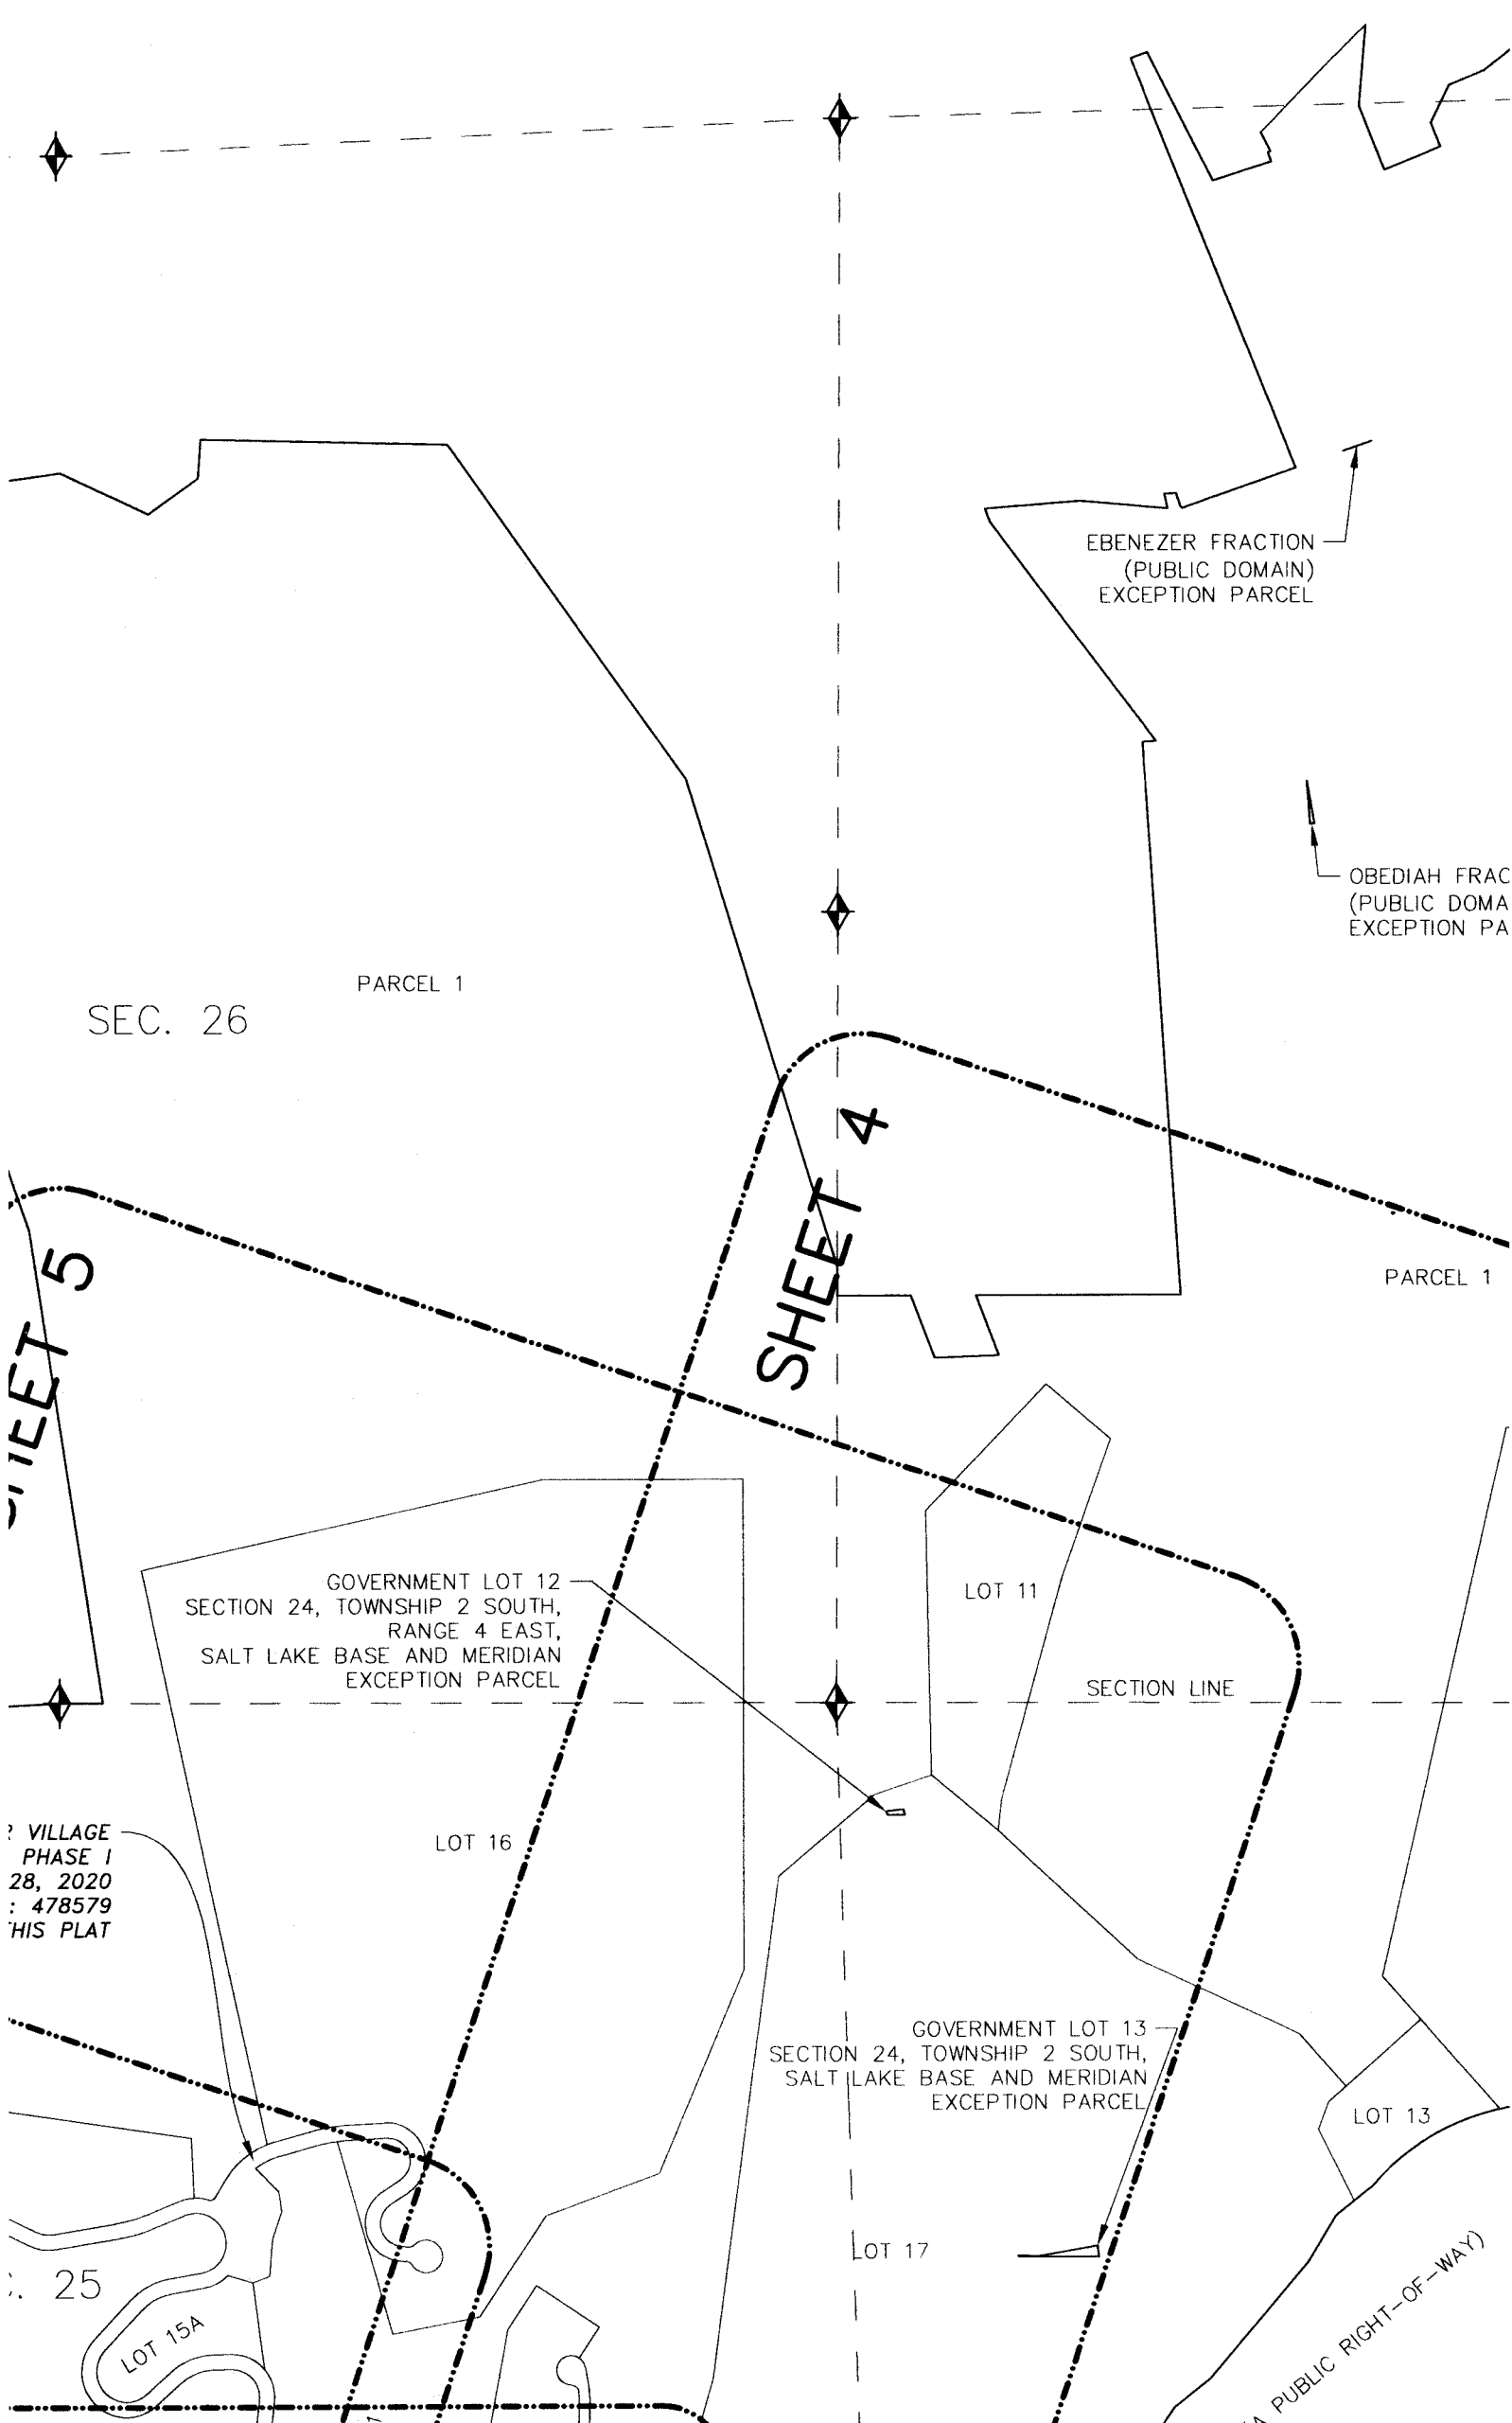 EBENEZER FRACTION
(PUBLIC DOMAIN)
EXCEPTION PARCEL
OBEDIAH FRAC
(PUBLIC DOMA
EXCEPTION PA
PARCEL 1
SEC. 26
SHEET 4
SHEET 5
PARCEL 1
GOVERNMENT LOT 12
SECTION 24, TOWNSHIP 2 SOUTH,
RANGE 4 EAST,
SALT LAKE BASE AND MERIDIAN
EXCEPTION PARCEL
LOT 11
SECTION LINE
VILLAGE
PHASE I
28, 2020
: 478579
THIS PLAT
LOT 16
GOVERNMENT LOT 13
SECTION 24, TOWNSHIP 2 SOUTH,
SALT LAKE BASE AND MERIDIAN
EXCEPTION PARCEL
LOT 13
LOT 17
. 25
LOT 15A
(A PUBLIC RIGHT-OF-WAY)